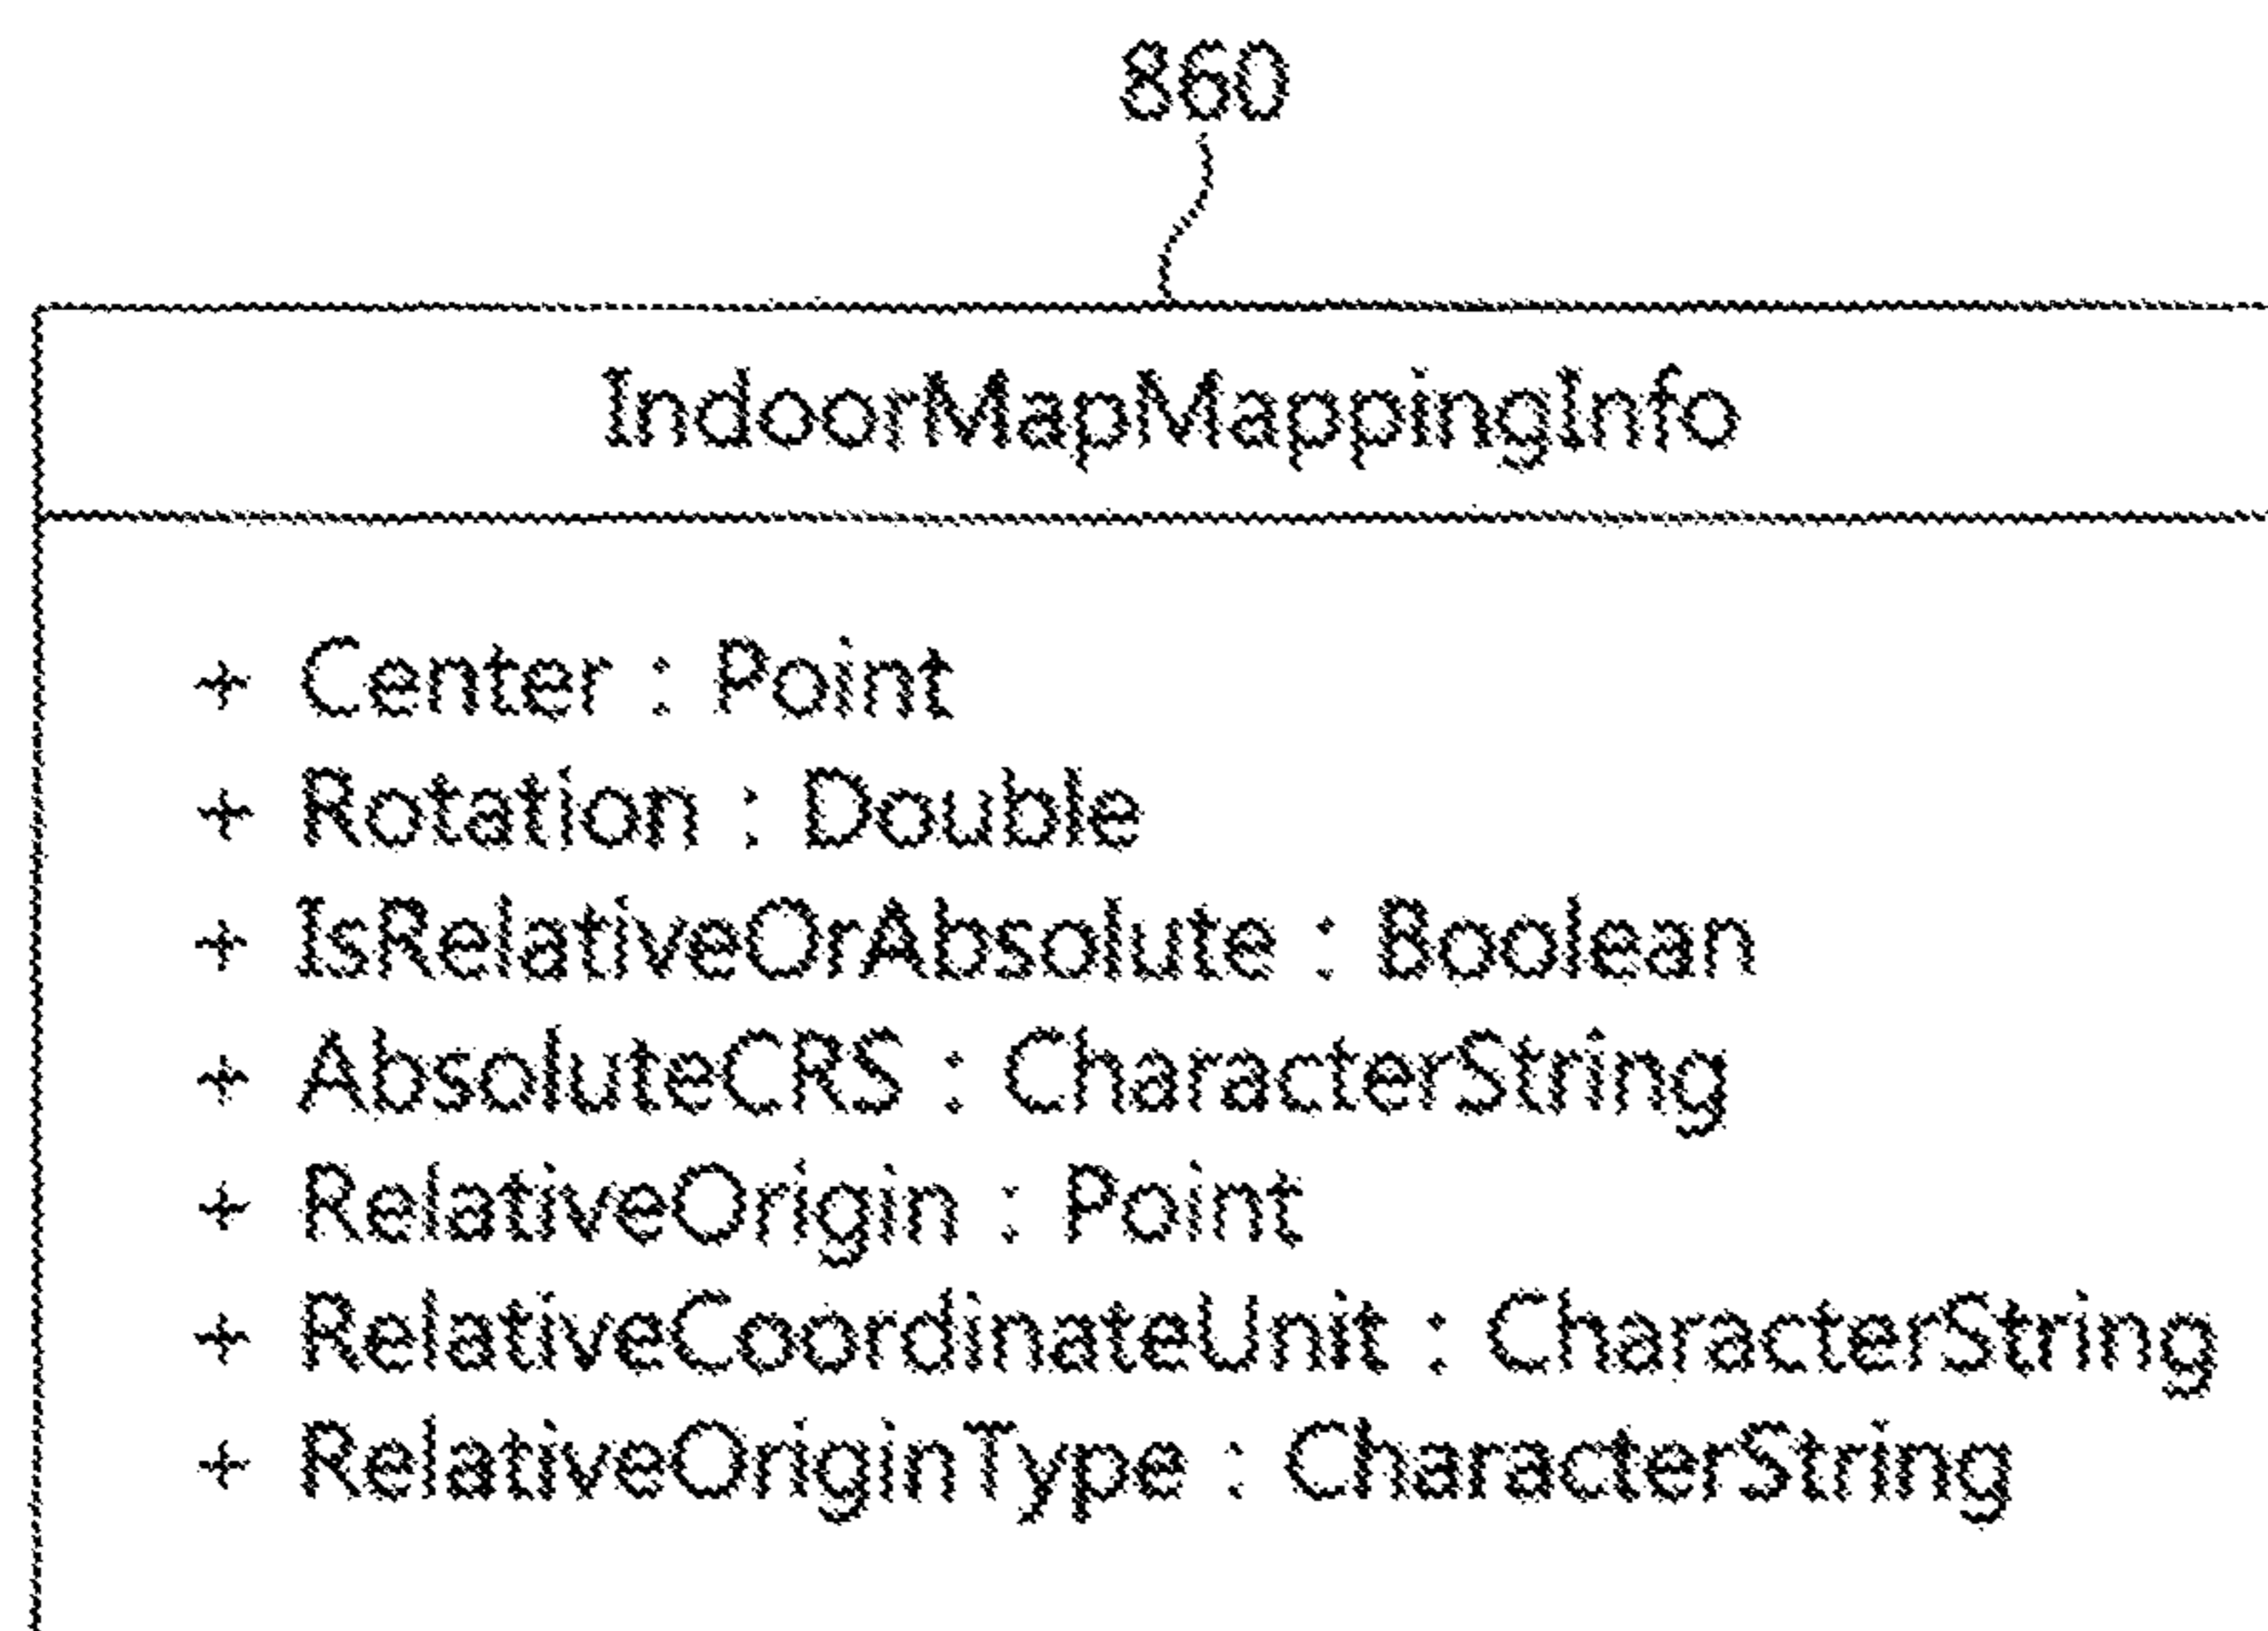 860
IndoorMapMappingInfo
+ Center : Point
+ Rotation : Double
+ IsRelativeOrAbsolute : Boolean
+ AbsoluteCRS : CharacterString
+ RelativeOrigin : Point
+ RelativeCoordinateUnit : CharacterString
+ RelativeOriginType : CharacterString